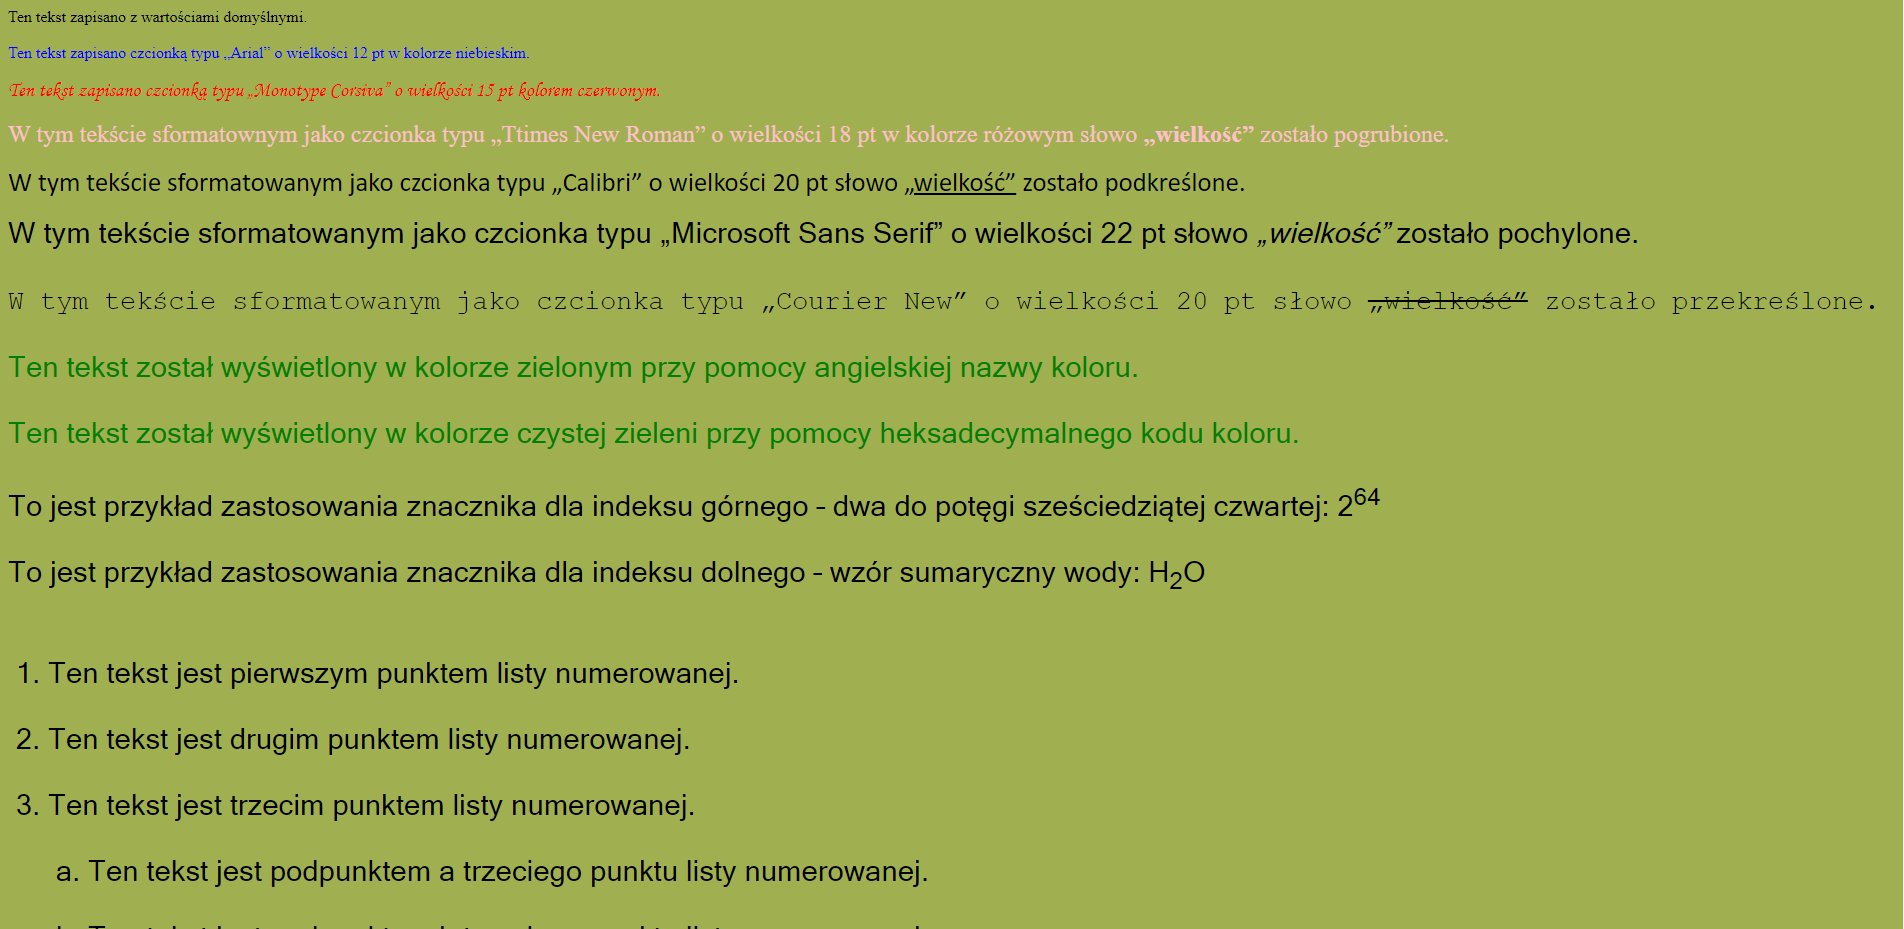 Ten tekst zapisano z wartościami domyślnymi.
Ten tekst zapisano czcionką typu „Arial” o wielkości 12 pt w kolorze niebieskim.
Ten tekst zapisano czcionką typu „Monotype Corsiva” o wielkości 15 pt kolorem czerwonym.
W tym tekście sformatownym jako czcionka typu „Ttimes New Roman” o wielkości 18 pt w kolorze różowym słowo „wielkość” zostało pogrubione.
W tym tekście sformatowanym jako czcionka typu „Calibri” o wielkości 20 pt słowo „wielkość” zostało podkreślone.
W tym tekście sformatowanym jako czcionka typu „Microsoft Sans Serif” o wielkości 22 pt słowo „wielkość” zostało pochylone.
W tym tekście sformatowanym jako czcionka typu „Courier New” o wielkości 20 pt słowo „wielkość” zostało przekreślone.
Ten tekst został wyświetlony w kolorze zielonym przy pomocy angielskiej nazwy koloru.
Ten tekst został wyświetlony w kolorze czystej zieleni przy pomocy heksadecymalnego kodu koloru.
To jest przykład zastosowania znacznika dla indeksu górnego - dwa do potęgi sześciedziątej czwartej: 2⁶⁴
To jest przykład zastosowania znacznika dla indeksu dolnego - wzór sumaryczny wody: H₂O
1. Ten tekst jest pierwszym punktem listy numerowanej.
2. Ten tekst jest drugim punktem listy numerowanej.
3. Ten tekst jest trzecim punktem listy numerowanej.
a. Ten tekst jest podpunktem a trzeciego punktu listy numerowanej.